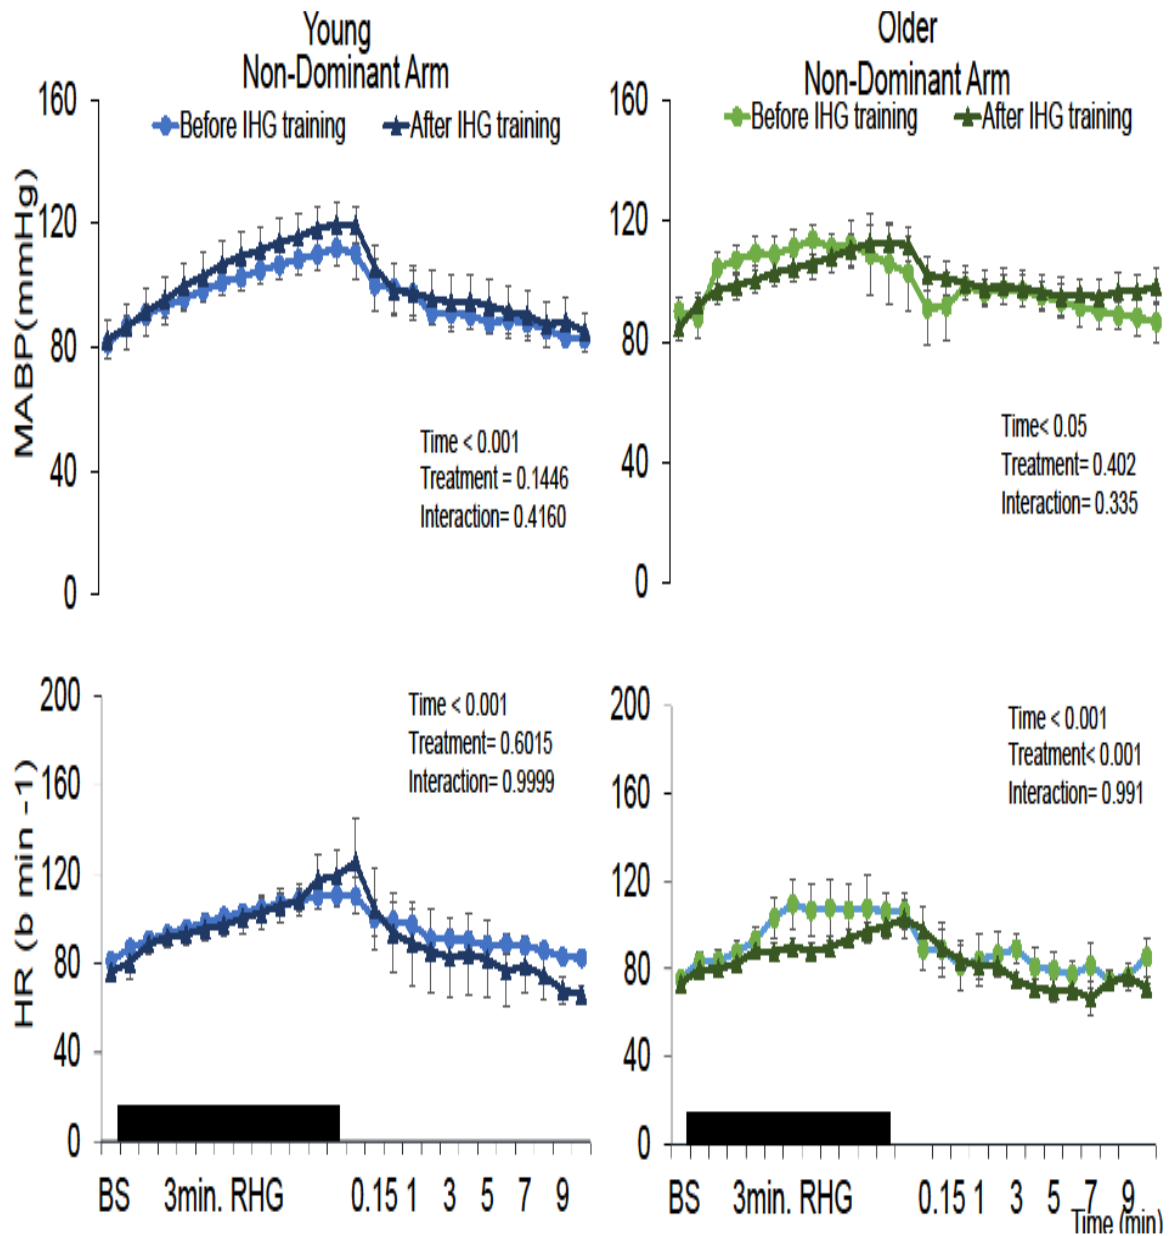 Young
Non-Dominant Arm
160
Before IHG training
After IHG training
120
80
40
0
MABP(mmHg)
Time < 0.001
Treatment = 0.1446
Interaction= 0.4160
Older
Non-Dominant Arm
160
Before IHG training
After IHG training
120
80
40
0
Time< 0.05
Treatment= 0.402
Interaction= 0.335
200
160
120
80
40
0
HR (b min -1)
Time < 0.001
Treatment= 0.6015
Interaction= 0.9999
BS 3min. RHG 0.15 1 3 5 7 9
200
160
120
80
40
0
Time < 0.001
Treatment< 0.001
Interaction= 0.991
BS 3min. RHG 0.15 1 3 5 7 9
Time (min)